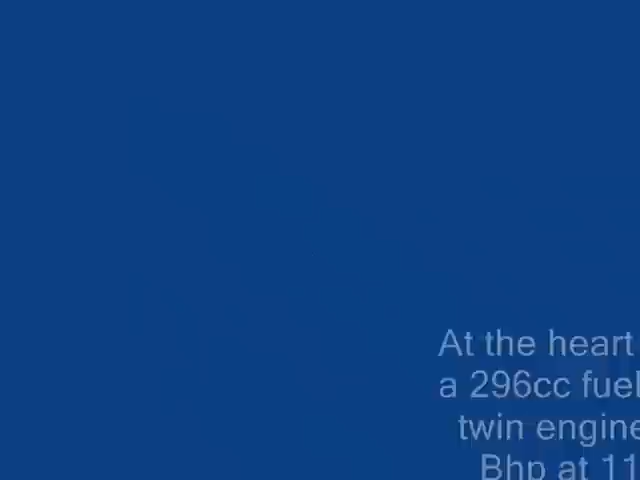 At the heart
a 296cc fuel
twin engine
Bhp at 11